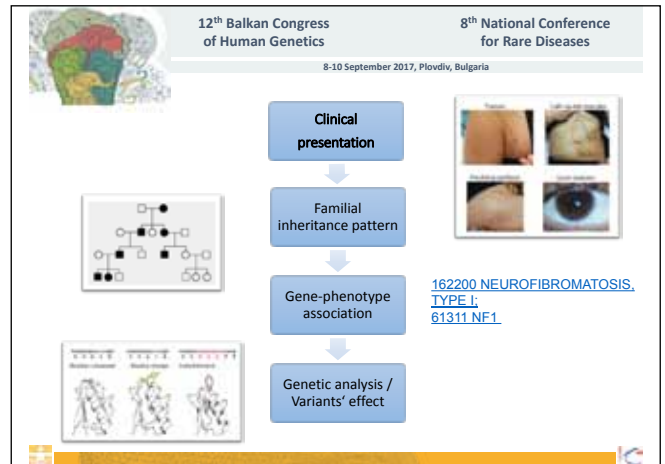 12th Balkan Congress
of Human Genetics
8th National Conference
for Rare Diseases
8-10 September 2017, Plovdiv, Bulgaria
Clinical
presentation
Familial
inheritance pattern
Gene-phenotype
association
162200 NEUROFIBROMATOSIS,
TYPE I;
61311 NF1
Genetic analysis /
Variants‘ effect